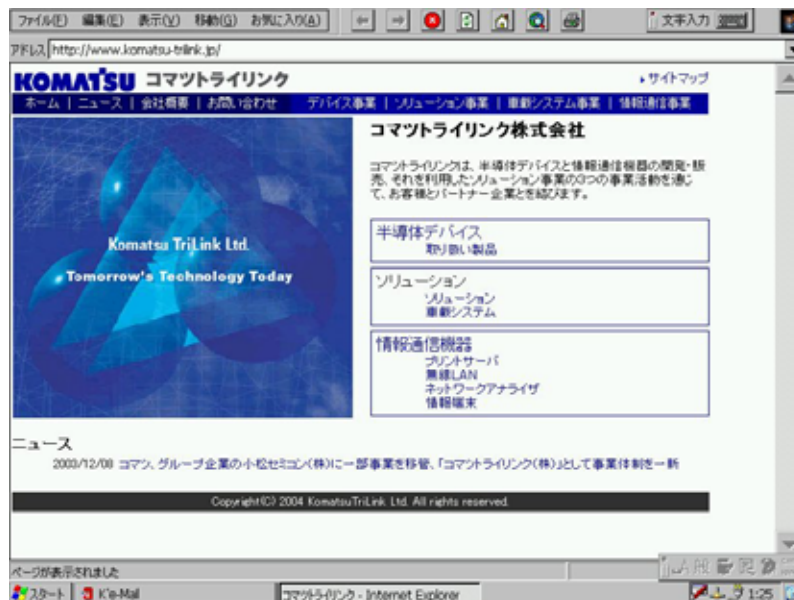 ファイル(F) 編集(E) 表示(V) 移動(G) お気に入り(A) 文字入力
アドレス http://www.komatsu-trilink.jp/
KOMATSU コマツトライリンク
サイトマップ
ホーム | ニュース | 会社概要 | お問い合わせ デバイス事業 | ソリューション事業 | 車載システム事業 | 情報通信事業
コマツトライリンク株式会社
コマツトライリンクは、半導体デバイスと情報通信機器の開発・販
売、それを利用したソリューション事業の3つの事業活動を通じ
て、お客様とパートナー企業とを結びます。
Komatsu TriLink Ltd.
Tomorrow's Technology Today
半導体デバイス
取り扱い製品
ソリューション
ソリューション
車載システム
情報通信機器
プリントサーバ
無線LAN
ネットワークアナライザ
情報端末
ニュース
2003/12/08 コマツ、グループ企業の小松セミコン(株)に一部事業を移管、「コマツトライリンク(株)」として事業体制を一新
Copyright(C) 2004 KomatsuTriLink Ltd. All rights reserved.
ページが表示されました
スタート K'e-Mail コマツトライリンク - Internet Explorer 1:25